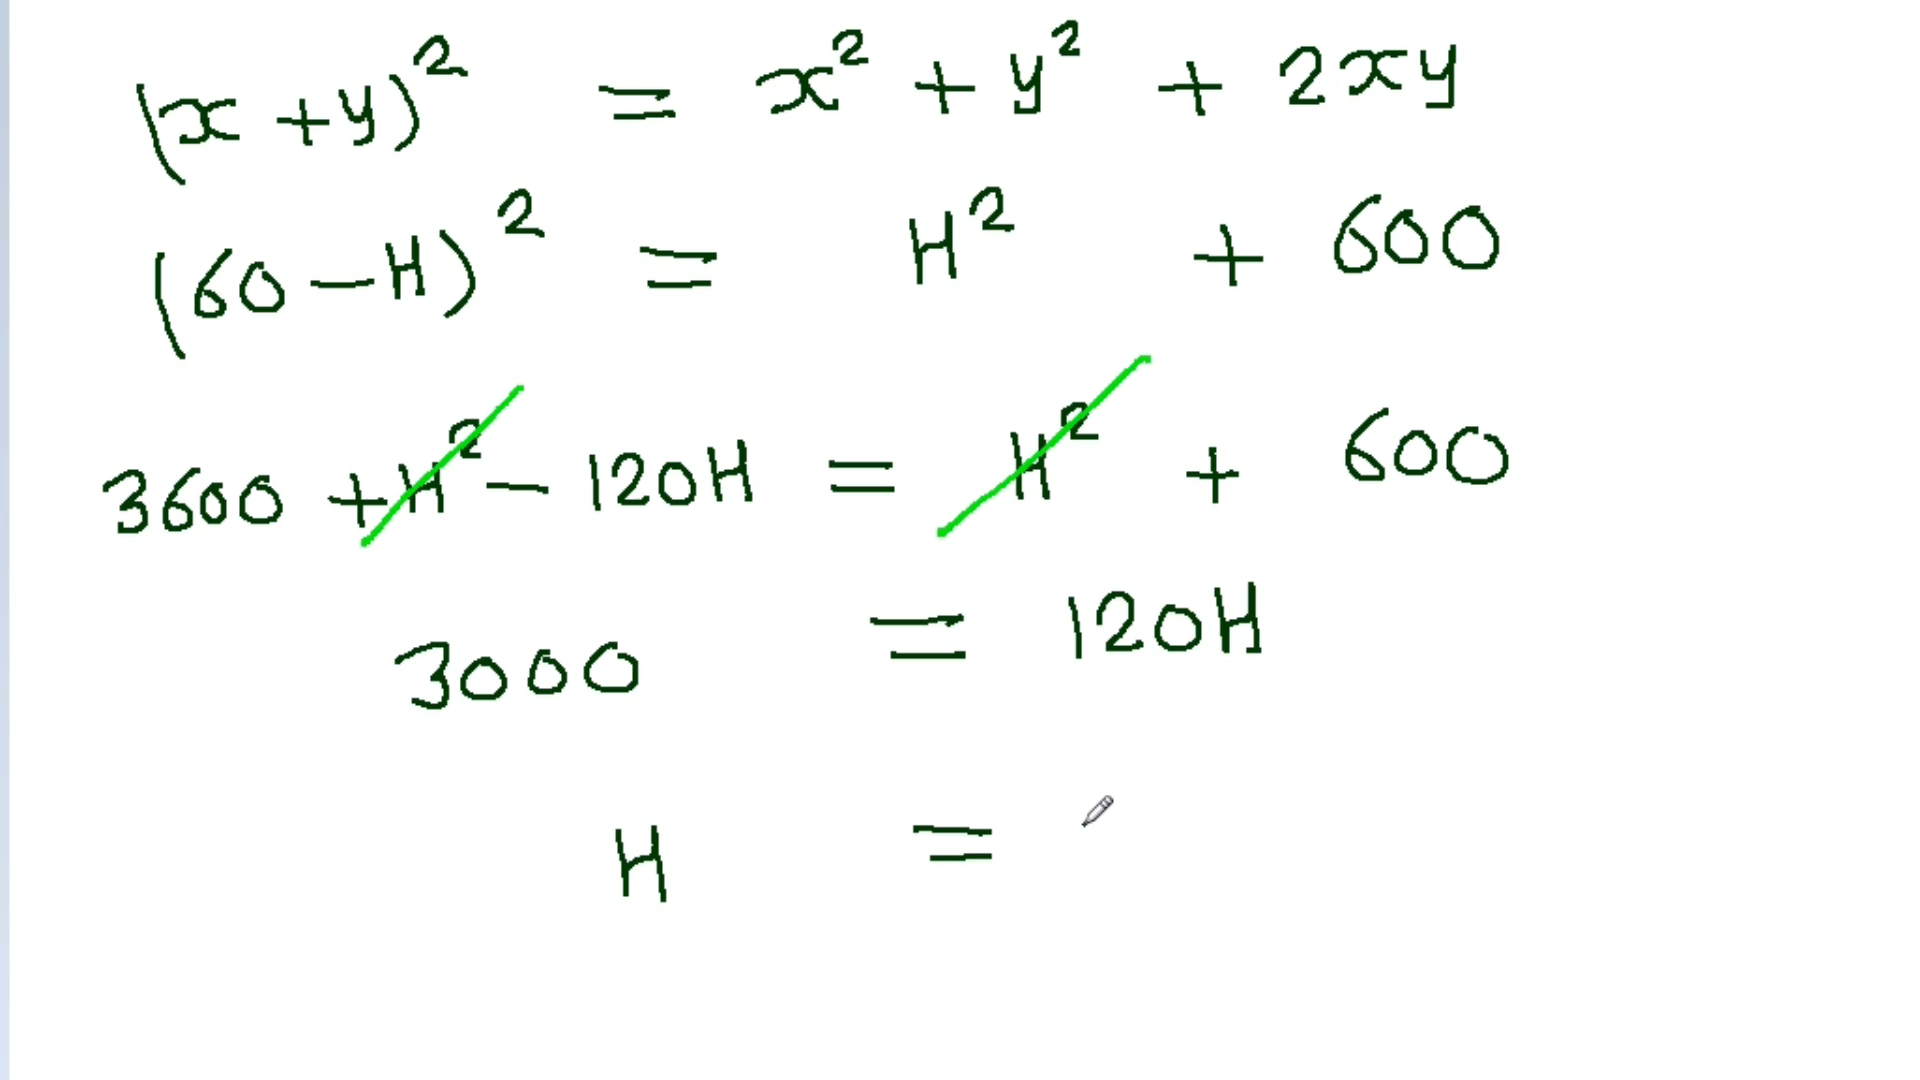 (x+y)² = x² + y² + 2xy
(60-H)² = H² + 600
3600 + H² - 120H = H² + 600
3000 = 120H
H =